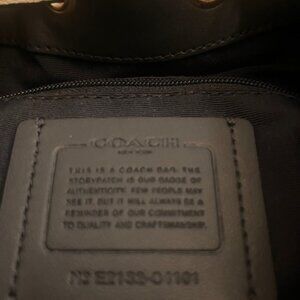 COACH
NEW YORK
THIS IS A COACH BAG. THE
STORYPATCH IS OUR BADGE OF
AUTHENTICITY. FEW PEOPLE MAY
SEE IT, BUT IT WILL ALWAYS BE A
REMINDER OF OUR COMMITMENT
TO QUALITY AND CRAFTSMANSHIP.